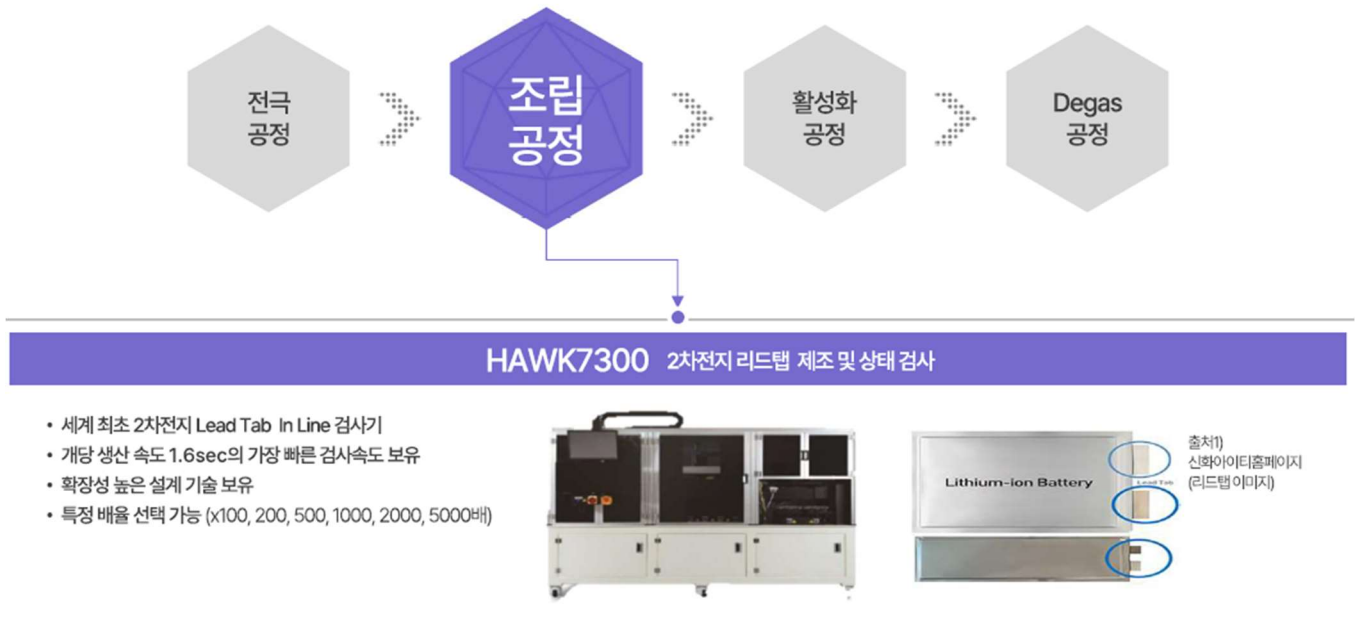 전극
공정
조립
공정
활성화
공정
Degas
공정
HAWK7300 2차전지 리드탭 제조 및 상태 검사
• 세계 최초 2차전지 Lead Tab In Line 검사기
• 개당 생산 속도 1.6sec의 가장 빠른 검사속도 보유
• 확장성 높은 설계 기술 보유
• 특정 배율 선택 가능 (x100, 200, 500, 1000, 2000, 5000배)
Lithium-ion Battery
Lead Tab
출처1)
신화아이티홈페이지
(리드탭 이미지)